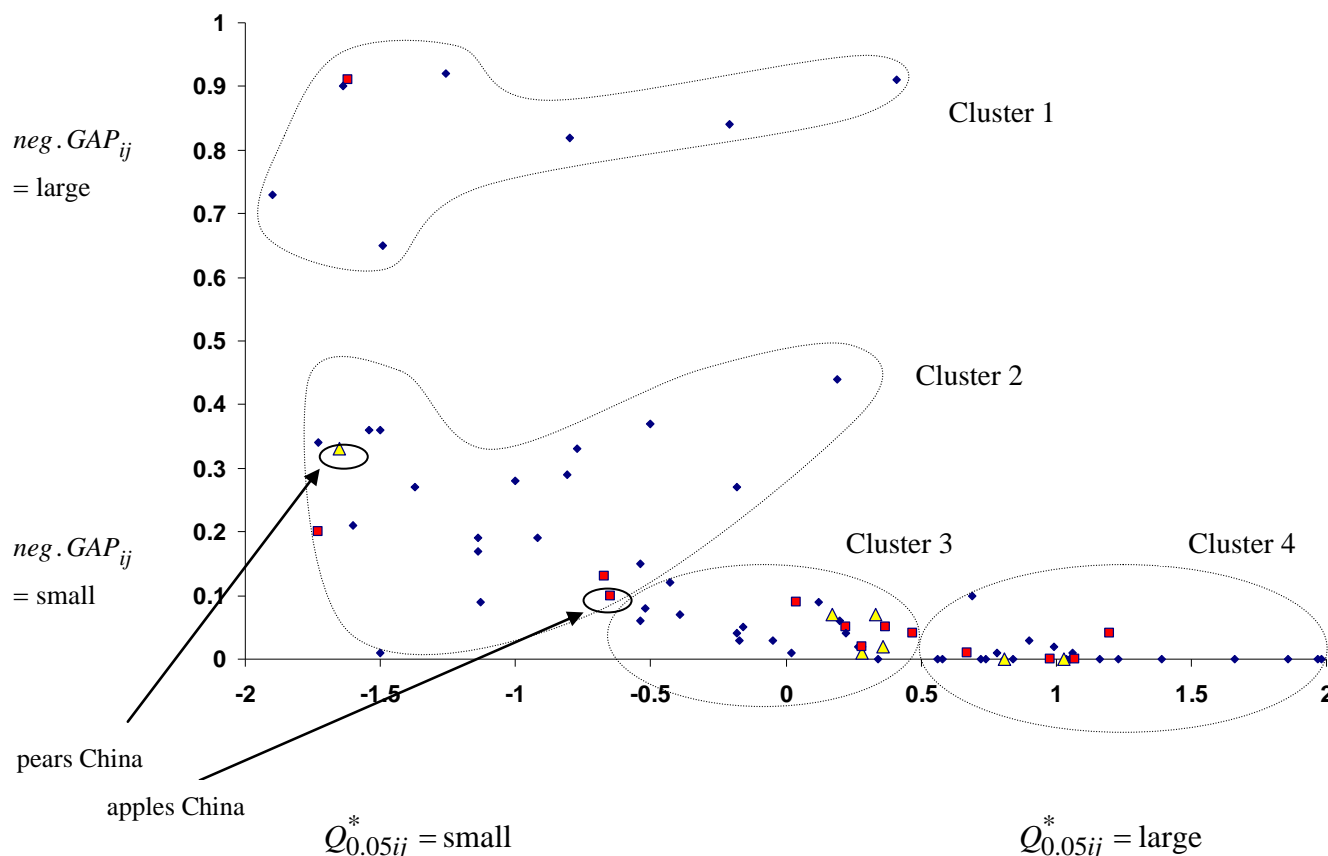 1
0.9
Cluster 1
neg.GAP_ij
0.8
= large
0.7
0.6
0.5
Cluster 2
0.4
0.3
neg.GAP_ij
0.2
Cluster 3
Cluster 4
= small
0.1
0
-2
-1.5
-1
-0.5
0
0.5
1
1.5
2
pears China
apples China
Q*_0.05ij = small
Q*_0.05ij = large